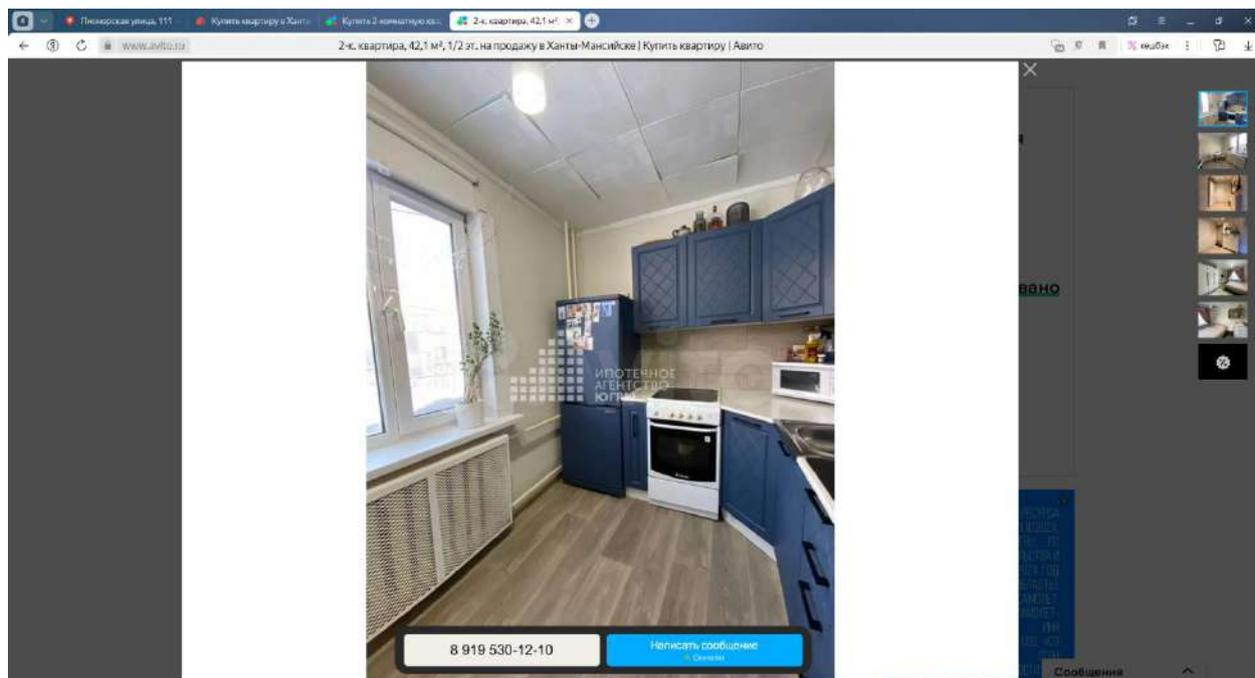 Пионерская улица, 111
Купить квартиру в Ханты
Купить 2-комнатную ква
2-к. квартира, 42,1 м²,
www.avito.ru
2-к. квартира, 42,1 м², 1/2 эт. на продажу в Ханты-Мансийске | Купить квартиру | Авито
% кешбэк
вано
Avito
ИПОТЕЧНОЕ
АГЕНТСТВО
ЮГРЫ
8 919 530-12-10
Написать сообщение
Онлайн
Сообщения